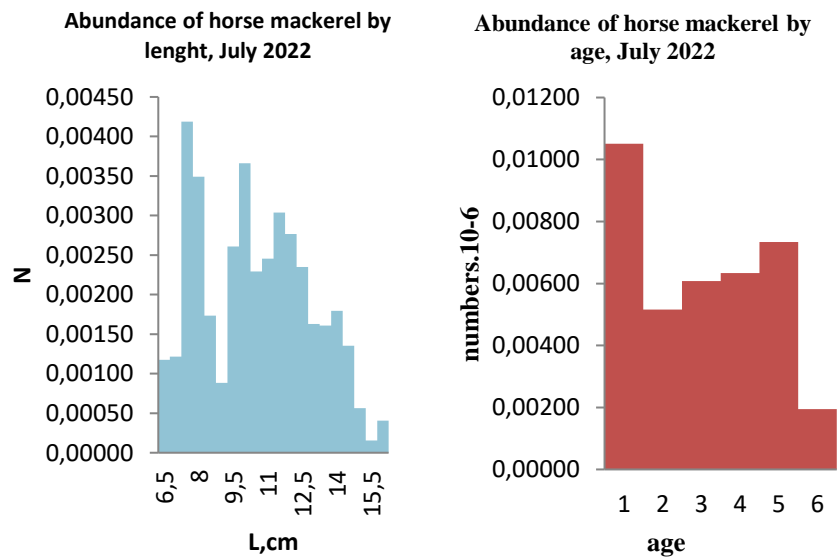 Abundance of horse mackerel by
lenght, July 2022
0,00450
0,00400
0,00350
0,00300
0,00250
0,00200
0,00150
0,00100
0,00050
0,00000
N
6,5
8
9,5
11
12,5
14
15,5
L,cm
Abundance of horse mackerel by
age, July 2022
0,01200
0,01000
0,00800
0,00600
0,00400
0,00200
0,00000
numbers.10-6
1 2 3 4 5 6
age